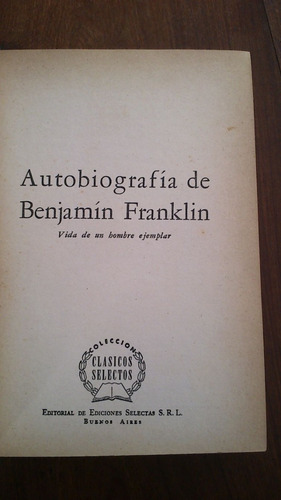 Autobiografía de
Benjamín Franklin
Vida de un hombre ejemplar
COLECCION
CLASICOS
SELECTOS
EDITORIAL DE EDICIONES SELECTAS S. R. L.
BUENOS AIRES